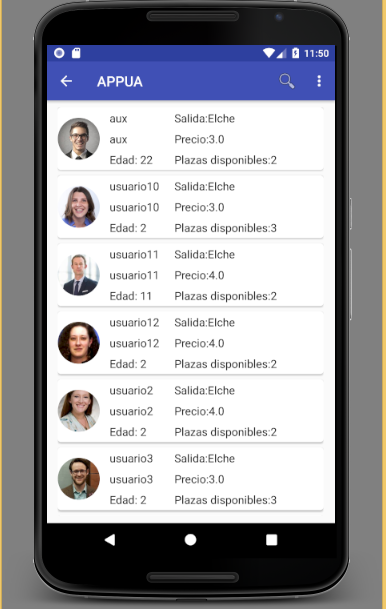 11:50
APPUA
aux Salida:Elche
aux Precio:3.0
Edad: 22 Plazas disponibles:2
usuario10 Salida:Elche
usuario10 Precio:3.0
Edad: 2 Plazas disponibles:3
usuario11 Salida:Elche
usuario11 Precio:4.0
Edad: 11 Plazas disponibles:2
usuario12 Salida:Elche
usuario12 Precio:4.0
Edad: 2 Plazas disponibles:2
usuario2 Salida:Elche
usuario2 Precio:4.0
Edad: 2 Plazas disponibles:2
usuario3 Salida:Elche
usuario3 Precio:3.0
Edad: 2 Plazas disponibles:3